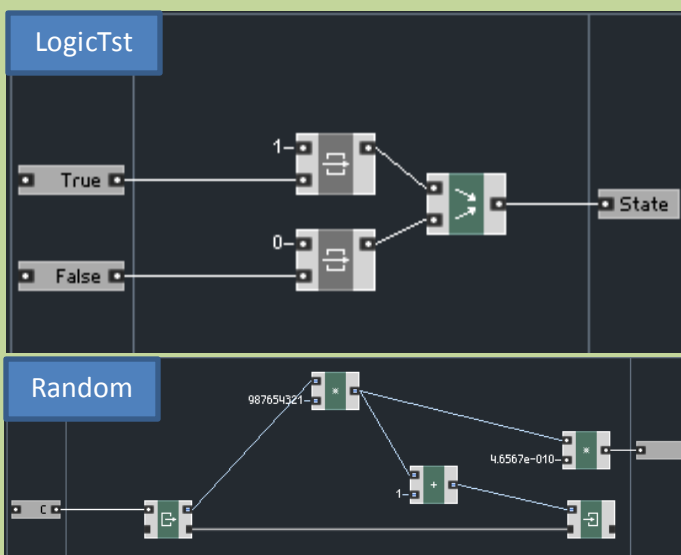 LogicTst
1
True
0
False
State
Random
987654321
*
4.6567e-010
*
1
+
C